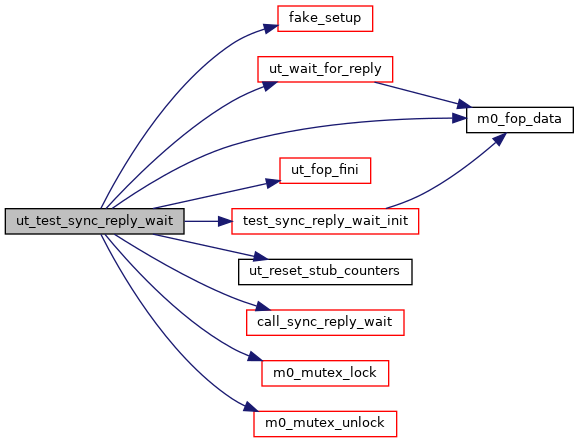 fake_setup
ut_wait_for_reply
m0_fop_data
ut_fop_fini
ut_test_sync_reply_wait
test_sync_reply_wait_init
ut_reset_stub_counters
call_sync_reply_wait
m0_mutex_lock
m0_mutex_unlock